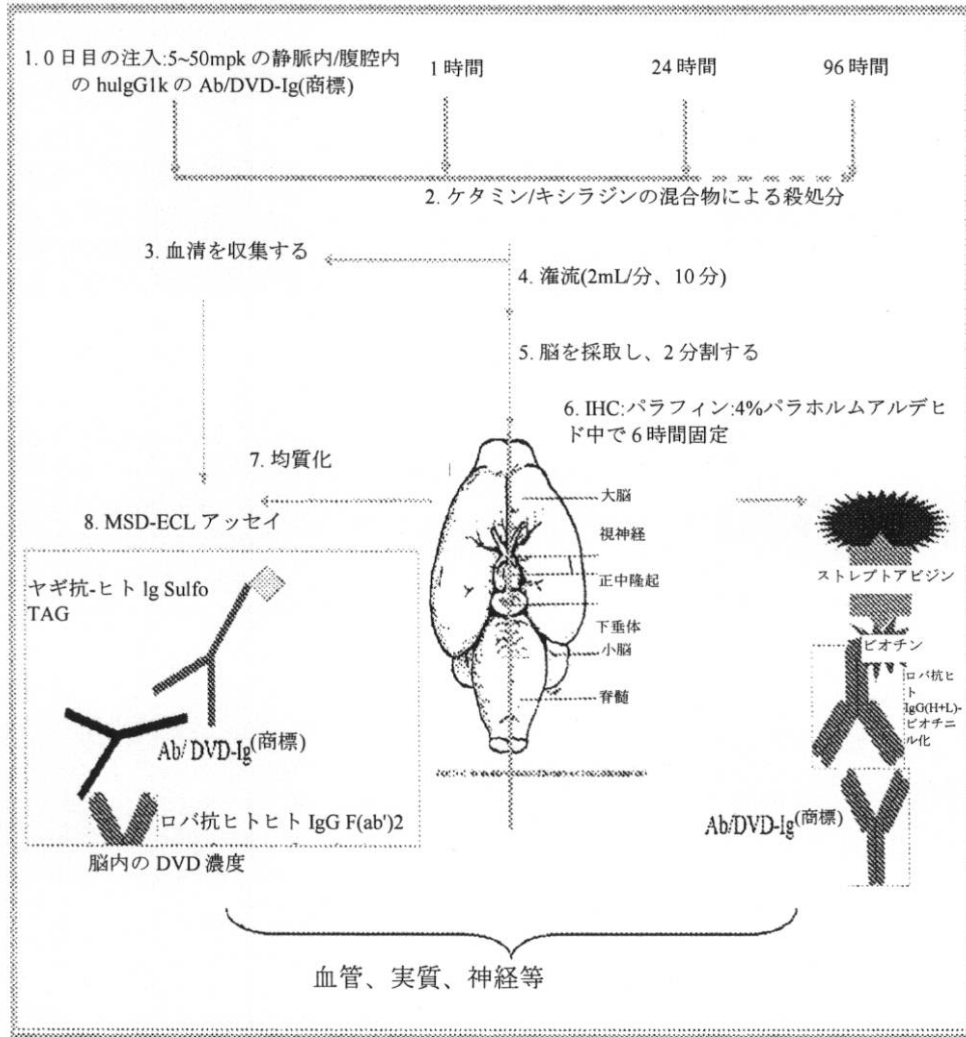 1. 0日目の注入:5~50mpk の静脈内/腹腔内
の huIgG1k の Ab/DVD-Ig(商標)
1時間
24時間
96時間
2. ケタミン/キシラジンの混合物による殺処分
3. 血清を収集する
4. 灌流(2mL/分、10分)
5. 脳を採取し、2分割する
6. IHC:パラフィン:4%パラホルムアルデヒ
ド中で6時間固定
7. 均質化
8. MSD-ECL アッセイ
大脳
視神経
正中隆起
下垂体
小脳
脊髄
ヤギ抗-ヒト Ig Sulfo
TAG
Ab/ DVD-Ig(商標)
ロバ抗ヒトヒト IgG F(ab')2
脳内の DVD 濃度
ストレプトアビジン
ビオチン
ロバ抗ヒ
ト
IgG(H+L)-
ビオチニ
ル化
Ab/DVD-Ig(商標)
血管、実質、神経等